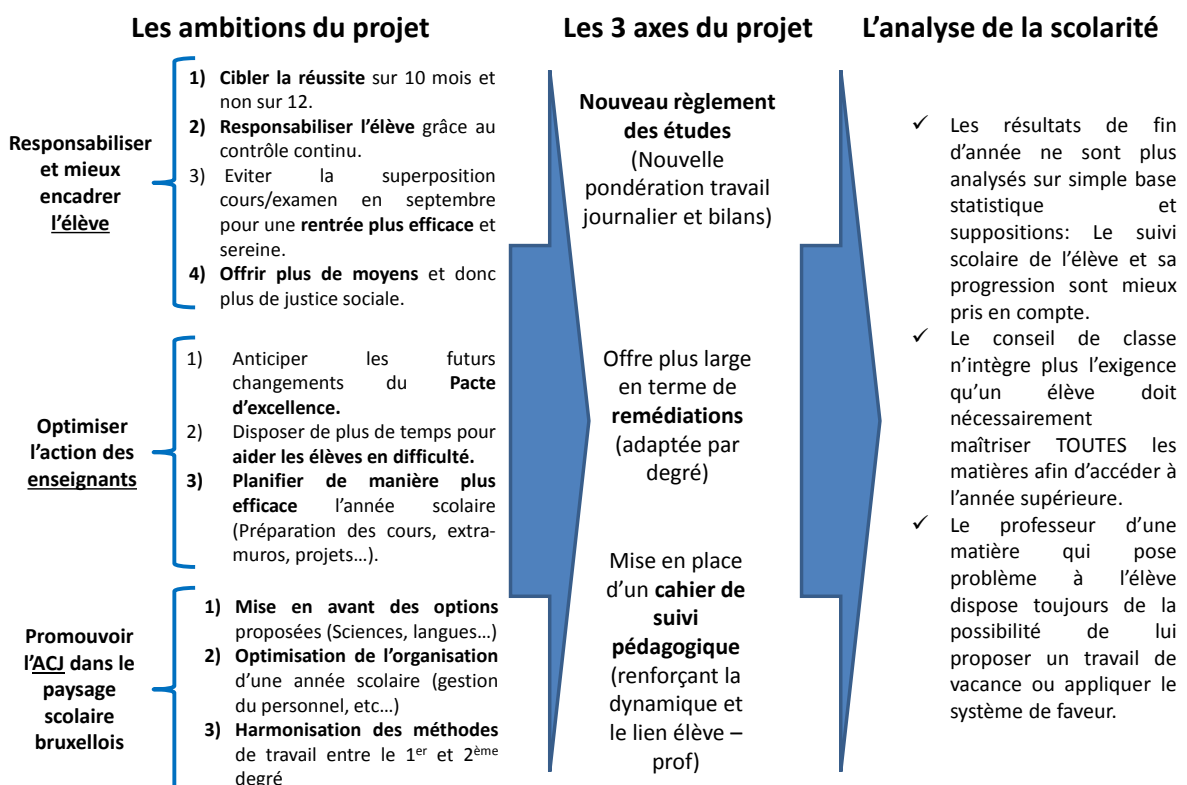 Les ambitions du projet
Responsabiliser
et mieux
encadrer
l'élève
1) Cibler la réussite sur 10 mois et
non sur 12.
2) Responsabiliser l'élève grâce au
contrôle continu.
3) Eviter la superposition
cours/examen en septembre
pour une rentrée plus efficace et
sereine.
4) Offrir plus de moyens et donc
plus de justice sociale.
Optimiser
l'action des
enseignants
1) Anticiper les futurs
changements du Pacte
d'excellence.
2) Disposer de plus de temps pour
aider les élèves en difficulté.
3) Planifier de manière plus
efficace l'année scolaire
(Préparation des cours, extra-
muros, projets…).
Promouvoir
l'ACJ dans le
paysage
scolaire
bruxellois
1) Mise en avant des options
proposées (Sciences, langues…)
2) Optimisation de l'organisation
d'une année scolaire (gestion
du personnel, etc…)
3) Harmonisation des méthodes
de travail entre le 1er et 2ème
degré
Les 3 axes du projet
Nouveau règlement
des études
(Nouvelle
pondération travail
journalier et bilans)
Offre plus large
en terme de
remédiations
(adaptée par
degré)
Mise en place
d'un cahier de
suivi
pédagogique
(renforçant la
dynamique et
le lien élève –
prof)
L'analyse de la scolarité
✓ Les résultats de fin
d'année ne sont plus
analysés sur simple base
statistique et
suppositions: Le suivi
scolaire de l'élève et sa
progression sont mieux
pris en compte.
✓ Le conseil de classe
n'intègre plus l'exigence
qu'un élève doit
nécessairement
maîtriser TOUTES les
matières afin d'accéder à
l'année supérieure.
✓ Le professeur d'une
matière qui pose
problème à l'élève
dispose toujours de la
possibilité de lui
proposer un travail de
vacance ou appliquer le
système de faveur.